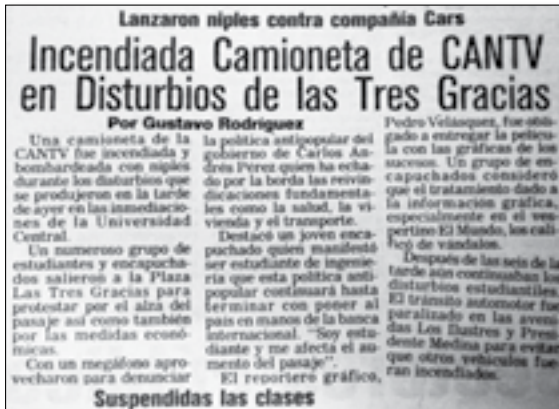 Lanzaron niples contra compañía Cars
Incendiada Camioneta de CANTV
en Disturbios de las Tres Gracias
Por Gustavo Rodríguez
Una camioneta de la
CANTV fue incendiada y
bombardeada con niples
durante los disturbios que
se produjeron en la tarde
de ayer en las inmediacio-
nes de la Universidad
Central.
Un numeroso grupo de
estudiantes y encapucha-
dos salieron a la Plaza
Las Tres Gracias para
protestar por el alza del
pasaje así como también
por las medidas econó-
micas.
Con un megáfono apro-
vecharon para denunciar
la política antipopular del
gobierno de Carlos An-
drés Pérez quien ha echa-
do por la borda las reivin-
dicaciones fundamenta-
les como la salud, la vi-
vienda y el transporte.
Destacó un joven enca-
puchado quien manifestó
ser estudiante de ingenie-
ría que esta política anti-
popular continuará hasta
terminar con poner al
país en manos de la banca
internacional. "Soy estu-
diante y me afecta el au-
mento del pasaje".
El reportero gráfico,
Pedro Velásquez, fue obli-
gado a entregar la pelícu-
la con las gráficas de los
sucesos. Un grupo de en-
capuchados consideró
que el tratamiento dado a
la información gráfica,
especialmente en el ves-
pertino El Mundo, los cali-
ficó de vándalos.
Después de las seis de la
tarde aún continuaban los
disturbios estudiantiles.
El tránsito automotor fue
paralizado en las aveni-
das Los Ilustres y Presi-
dente Medina para evitar
que otros vehículos fue-
ran incendiados.
Suspendidas las clases